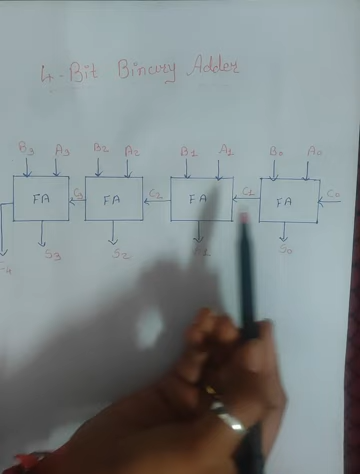 4-Bit Binary Adder
B3 A3 B2 A2 B1 A1 B0 A0
FA C3 FA C2 FA C1 FA C0
S3 S2 S0